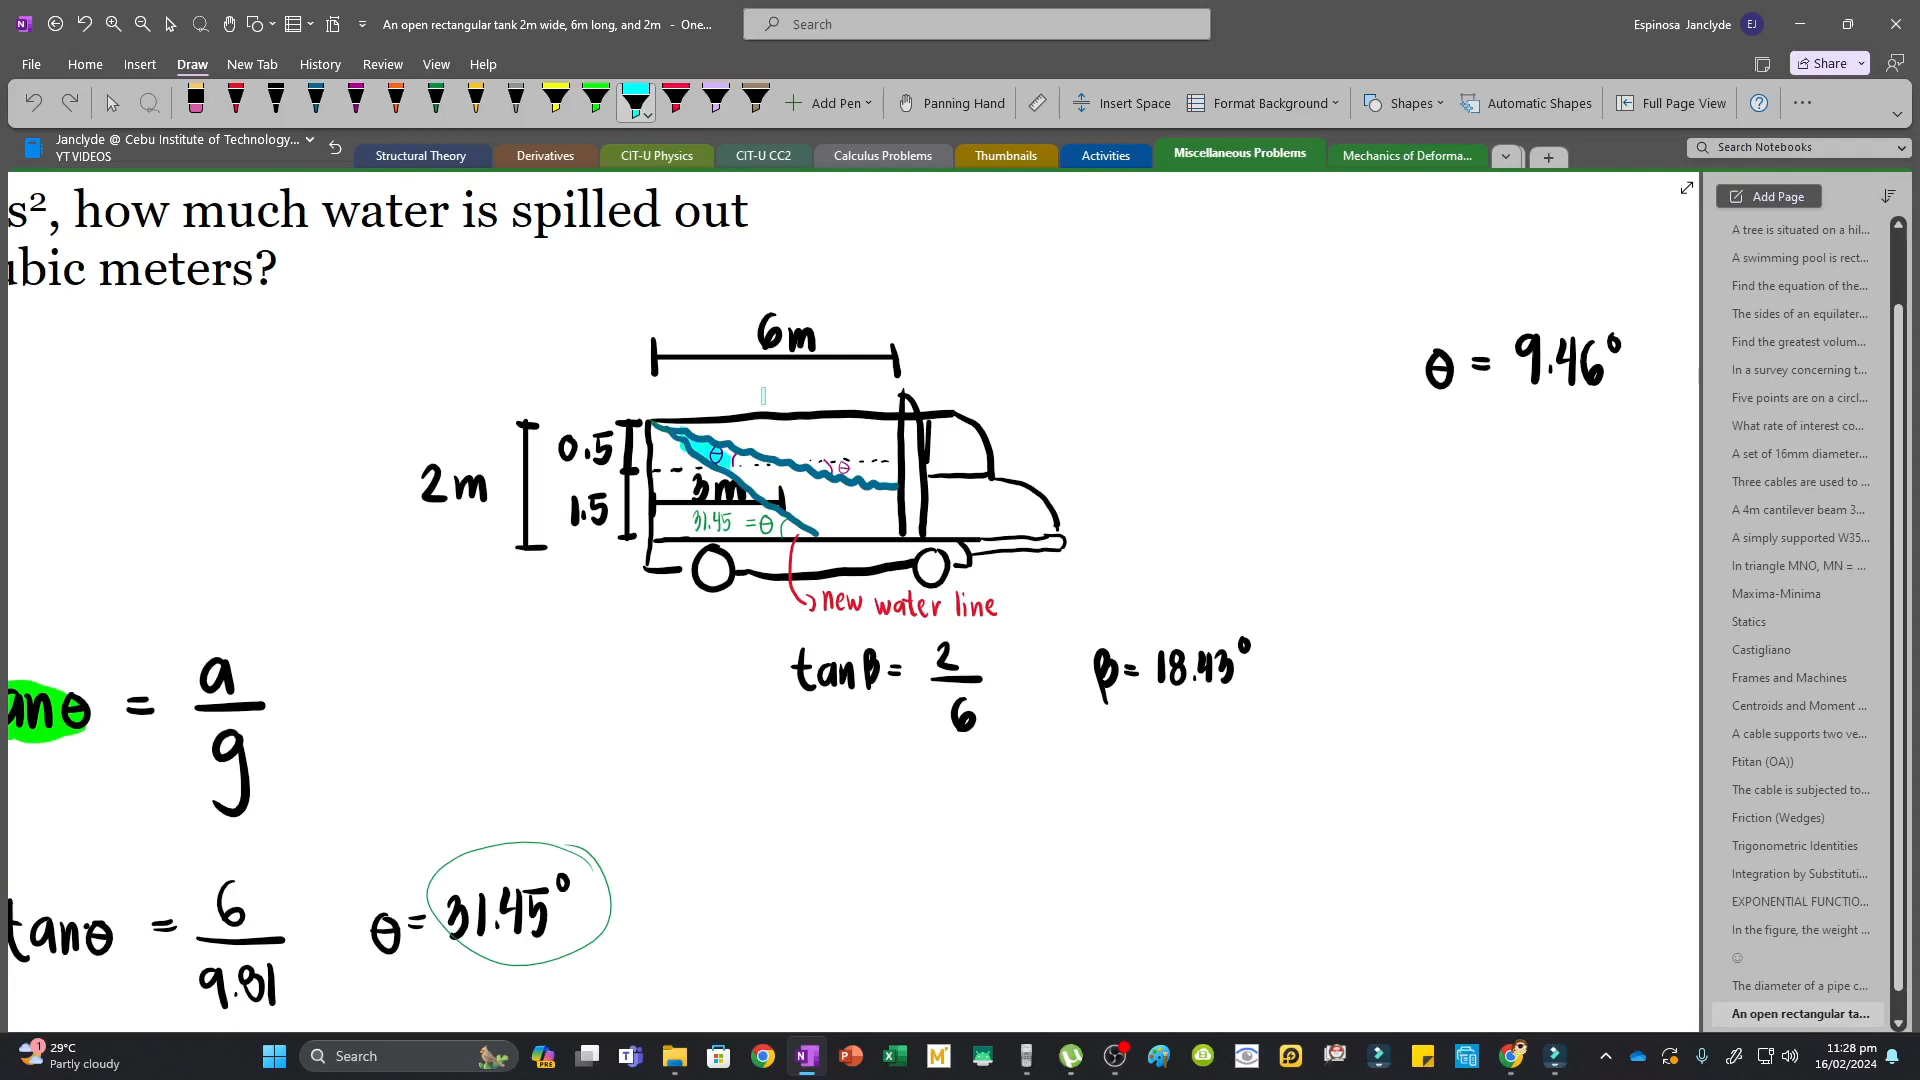 An open rectangular tank 2m wide, 6m long, and 2m - One...
Search
Espinosa Janclyde
EJ
File Home Insert Draw New Tab History Review View Help
Share
Add Pen
Panning Hand
Insert Space
Format Background
Shapes
Automatic Shapes
Full Page View
Janclyde @ Cebu Institute of Technology...
YT VIDEOS
Structural Theory
Derivatives
CIT-U Physics
CIT-U CC2
Calculus Problems
Thumbnails
Activities
Miscellaneous Problems
Mechanics of Deforma...
Search Notebooks
s², how much water is spilled out
ubic meters?
6m
θ = 9.46°
2m
0.5
1.5
θ
θ
3m
31.45 = θ
new water line
tanβ = 2/6
β = 18.43°
anθ = a/g
tanθ = 6/9.81
θ = 31.45°
Add Page
A tree is situated on a hil...
A swimming pool is rect...
Find the equation of the...
The sides of an equilater...
Find the greatest volum...
In a survey concerning t...
Five points are on a circl...
What rate of interest co...
A set of 16mm diameter...
Three cables are used to ...
A 4m cantilever beam 3...
A simply supported W35...
In triangle MNO, MN = ...
Maxima-Minima
Statics
Castigliano
Frames and Machines
Centroids and Moment ...
A cable supports two ve...
Ftitan (OA))
The cable is subjected to...
Friction (Wedges)
Trigonometric Identities
Integration by Substituti...
EXPONENTIAL FUNCTIO...
In the figure, the weight ...
☺
The diameter of a pipe c...
An open rectangular ta...
1
29°C
Partly cloudy
Search
PRE
11:28 pm
16/02/2024